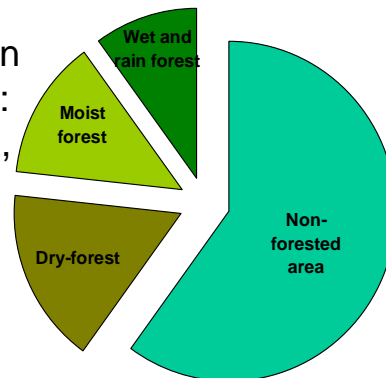 n
:
,
Wet and
rain forest
Moist
forest
Dry-forest
Non-
forested
area